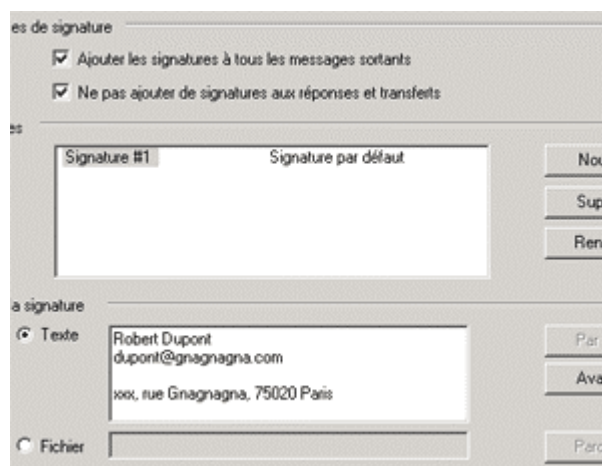 es de signature
Ajouter les signatures à tous les messages sortants
Ne pas ajouter de signatures aux réponses et transferts
es
Signature #1 Signature par défaut
Nou
Sup
Ren
a signature
Texte
Robert Dupont
dupont@gnagnagna.com
xxx, rue Gnagnagna, 75020 Paris
Par
Ava
Fichier
Parc